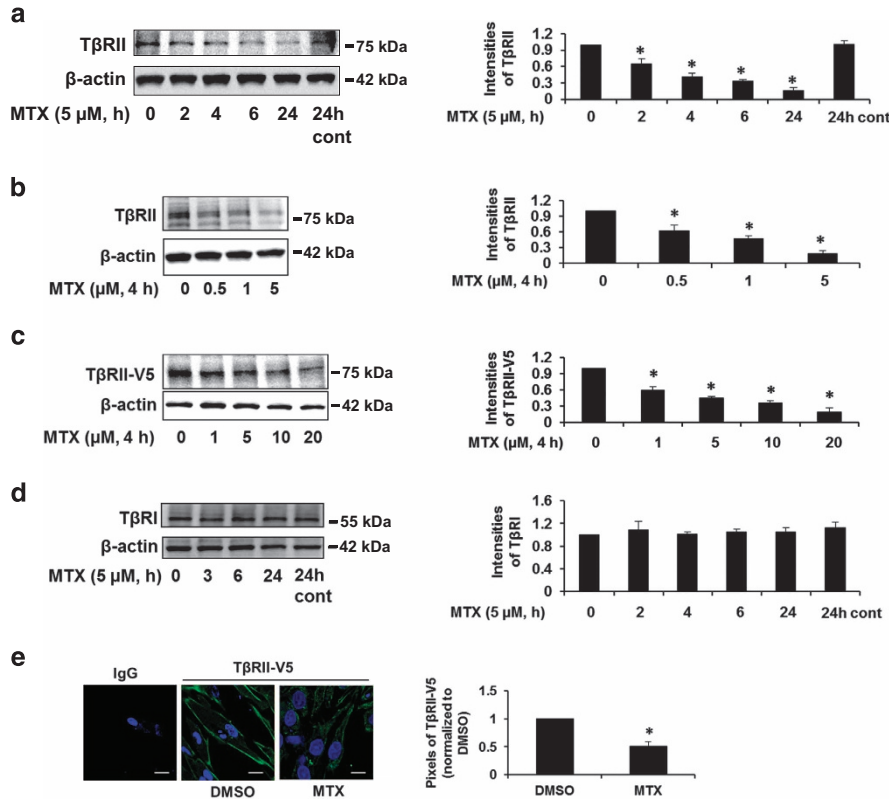 a
TβRII
75 kDa
β-actin
42 kDa
MTX (5 μM, h) 0 2 4 6 24 24h
cont
Intensities
of TβRII
1.2
0.9
0.6
0.3
0
* * * *
MTX (5 μM, h) 0 2 4 6 24 24h cont
b
TβRII
75 kDa
β-actin
42 kDa
MTX (μM, 4 h) 0 0.5 1 5
Intensities
of TβRII
1.2
0.9
0.6
0.3
0
* * *
MTX (μM, 4 h) 0 0.5 1 5
c
TβRII-V5
75 kDa
β-actin
42 kDa
MTX (μM, 4 h) 0 1 5 10 20
Intensities
of TβRII-V5
1.2
0.9
0.6
0.3
0
* * * *
MTX (μM, 4 h) 0 1 5 10 20
d
TβRI
55 kDa
β-actin
42 kDa
MTX (5 μM, h) 0 3 6 24 24h
cont
Intensities
of TβRI
1.6
1.2
0.8
0.4
0
MTX (5 μM, h) 0 2 4 6 24 24h cont
e
IgG
TβRII-V5
DMSO MTX
Pixels of TβRII-V5
(normalized to
DMSO)
1.5
1
0.5
0
*
DMSO MTX